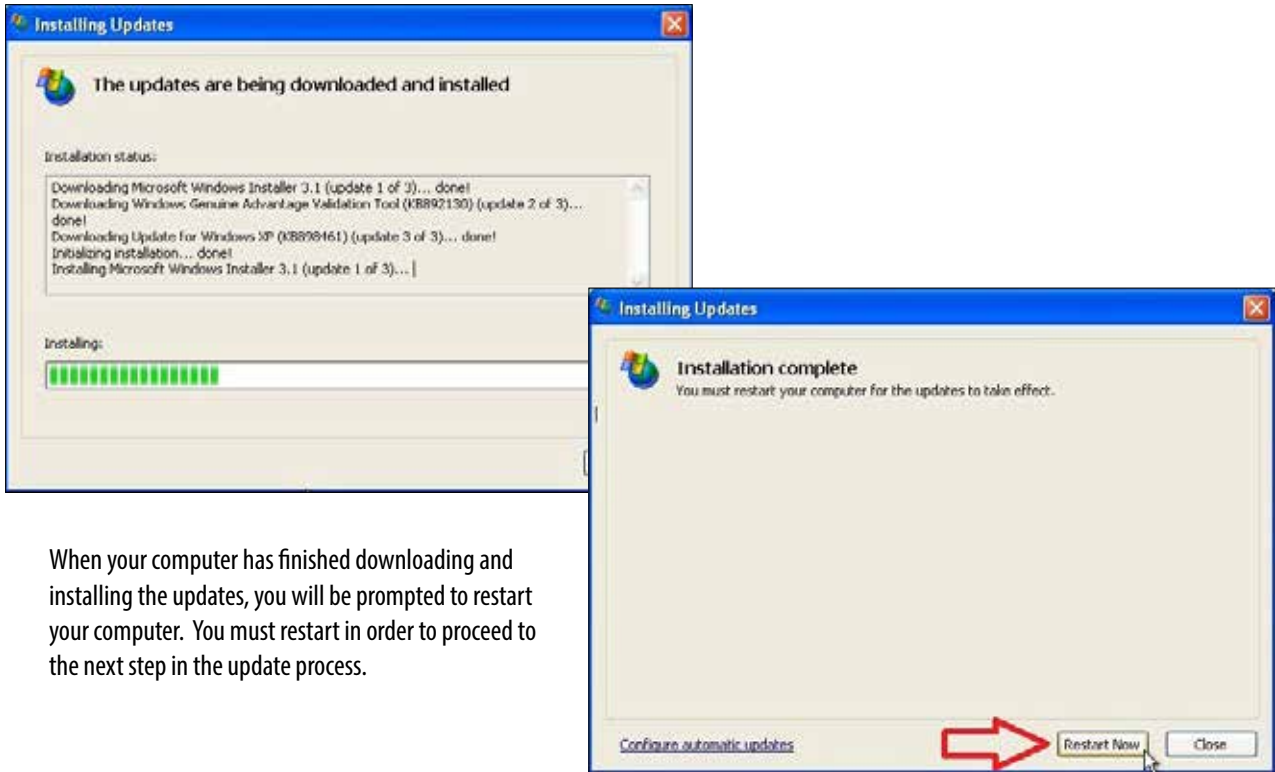 Installing Updates
The updates are being downloaded and installed
Installation status:
Downloading Microsoft Windows Installer 3.1 (update 1 of 3)... done!
Downloading Windows Genuine Advantage Validation Tool (KB892130) (update 2 of 3)...
done!
Downloading Update for Windows XP (KB898461) (update 3 of 3)... done!
Initializing installation... done!
Installing Microsoft Windows Installer 3.1 (update 1 of 3)...
Installing:
Installing Updates
Installation complete
You must restart your computer for the updates to take effect.
Configure automatic updates
Restart Now
Close
When your computer has finished downloading and
installing the updates, you will be prompted to restart
your computer.  You must restart in order to proceed to
the next step in the update process.